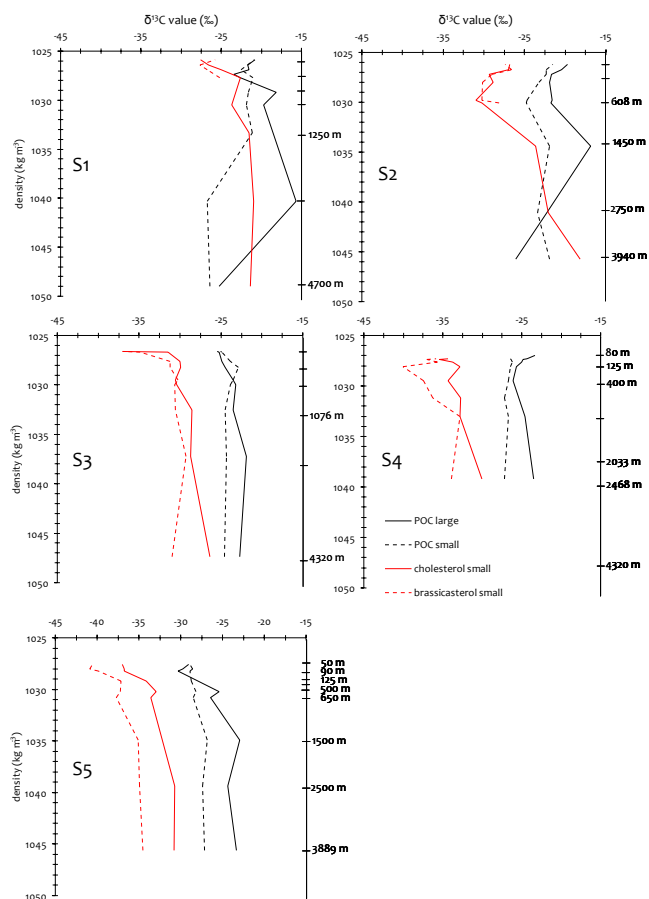 δ¹³C value (‰)
-45 -35 -25 -15
1025
1030
1035
1040
1045
1050
density (kg m³)
S1
1250 m
4700 m
δ¹³C value (‰)
-45 -35 -25 -15
1025
1030
1035
1040
1045
1050
S2
608 m
1450 m
2750 m
3940 m
-45 -35 -25 -15
1025
1030
1035
1040
1045
1050
density (kg m³)
S3
1076 m
4320 m
-45 -35 -25 -15
1025
1030
1035
1040
1045
1050
S4
80 m
125 m
400 m
2033 m
2468 m
4320 m
POC large
POC small
cholesterol small
brassicasterol small
-45 -40 -35 -30 -25 -20 -15
1025
1030
1035
1040
1045
1050
density (kg m³)
S5
50 m
90 m
125 m
500 m
650 m
1500 m
2500 m
3889 m